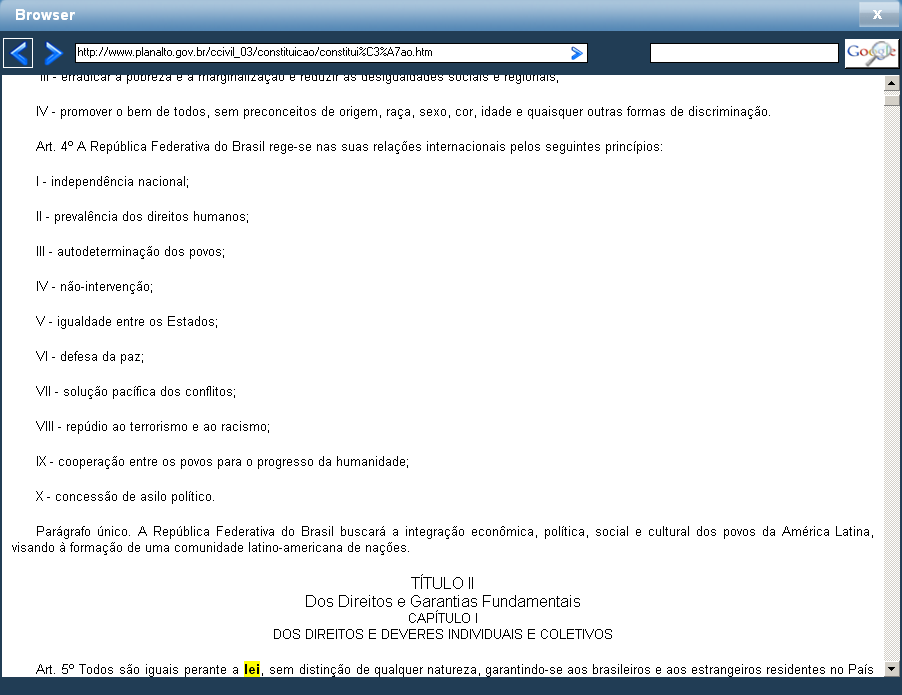 Browser
X
http://www.planalto.gov.br/ccivil_03/constituicao/constitui%C3%A7ao.htm
Google
III - erradicar a pobreza e a marginalização e reduzir as desigualdades sociais e regionais;
IV - promover o bem de todos, sem preconceitos de origem, raça, sexo, cor, idade e quaisquer outras formas de discriminação.
Art. 4º A República Federativa do Brasil rege-se nas suas relações internacionais pelos seguintes princípios:
I - independência nacional;
II - prevalência dos direitos humanos;
III - autodeterminação dos povos;
IV - não-intervenção;
V - igualdade entre os Estados;
VI - defesa da paz;
VII - solução pacífica dos conflitos;
VIII - repúdio ao terrorismo e ao racismo;
IX - cooperação entre os povos para o progresso da humanidade;
X - concessão de asilo político.
Parágrafo único. A República Federativa do Brasil buscará a integração econômica, política, social e cultural dos povos da América Latina,
visando à formação de uma comunidade latino-americana de nações.
TÍTULO II
Dos Direitos e Garantias Fundamentais
CAPÍTULO I
DOS DIREITOS E DEVERES INDIVIDUAIS E COLETIVOS
Art. 5º Todos são iguais perante a lei, sem distinção de qualquer natureza, garantindo-se aos brasileiros e aos estrangeiros residentes no País